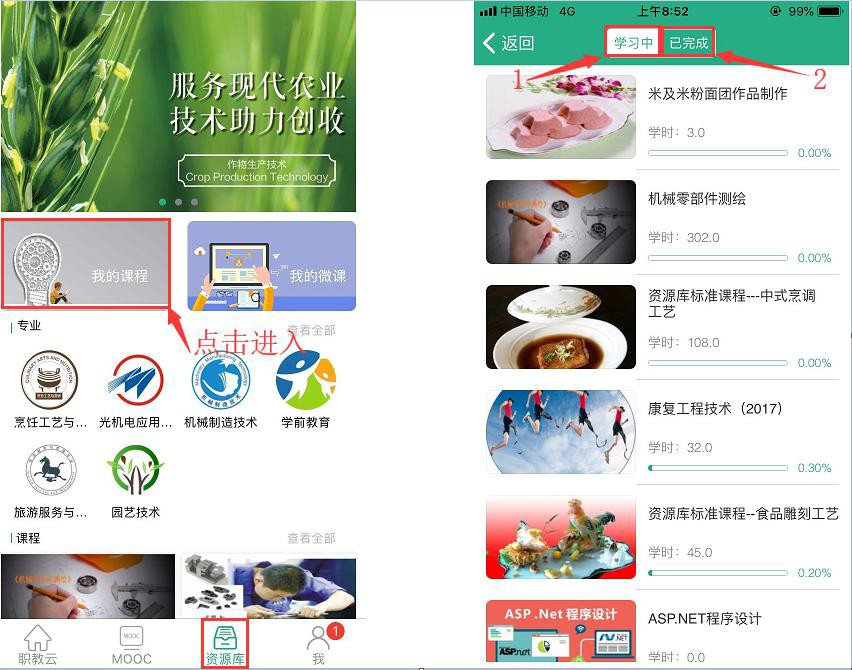 服务现代农业
技术助力创收
作物生产技术
Crop Production Technology
我的课程
我的微课
专业
查看全部
点击进入
烹饪工艺与...
光机电应用...
机械制造技术
学前教育
旅游服务与...
园艺技术
课程
查看全部
职教云
MOOC
MOOC
资源库
我
1
中国移动 4G
上午8:52
99%
返回
学习中
已完成
1
2
米及米粉面团作品制作
学时：3.0
0.00%
机械零部件测绘
学时：302.0
0.00%
资源库标准课程---中式烹调
工艺
学时：108.0
0.00%
康复工程技术（2017）
学时：32.0
0.30%
资源库标准课程--食品雕刻工艺
学时：45.0
0.20%
ASP .Net 程序设计
ASP.net
.NET
ASP.NET程序设计
学时：0.0